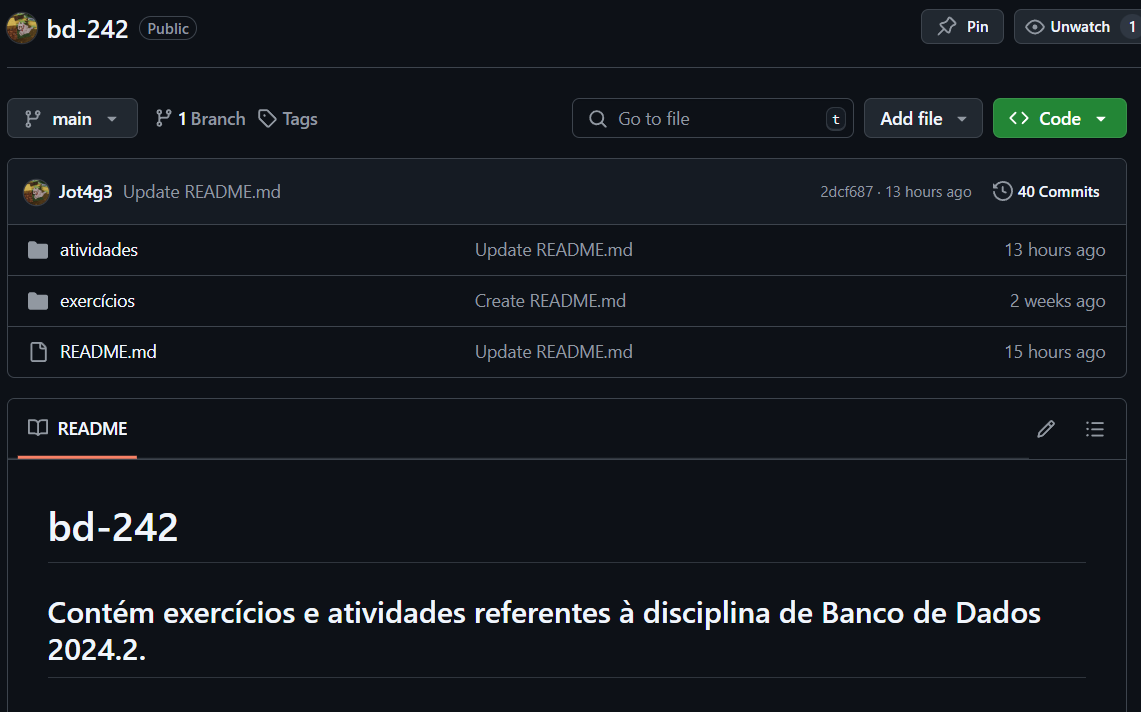 bd-242 Public Pin Unwatch 1
main 1 Branch Tags Go to file t Add file Code
Jot4g3 Update README.md 2dcf687 · 13 hours ago 40 Commits
atividades Update README.md 13 hours ago
exercícios Create README.md 2 weeks ago
README.md Update README.md 15 hours ago
README
bd-242
Contém exercícios e atividades referentes à disciplina de Banco de Dados
2024.2.